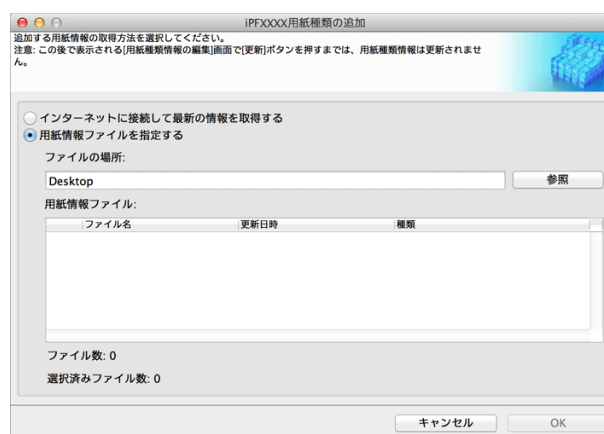 iPFXXXX用紙種類の追加
追加する用紙情報の取得方法を選択してください。
注意: この後で表示される[用紙種類情報の編集]画面で[更新]ボタンを押すまでは、用紙種類情報は更新されませ
ん。
インターネットに接続して最新の情報を取得する
用紙情報ファイルを指定する
ファイルの場所:
Desktop 参照
用紙情報ファイル:
ファイル名 更新日時 種類
ファイル数: 0
選択済みファイル数: 0
キャンセル OK